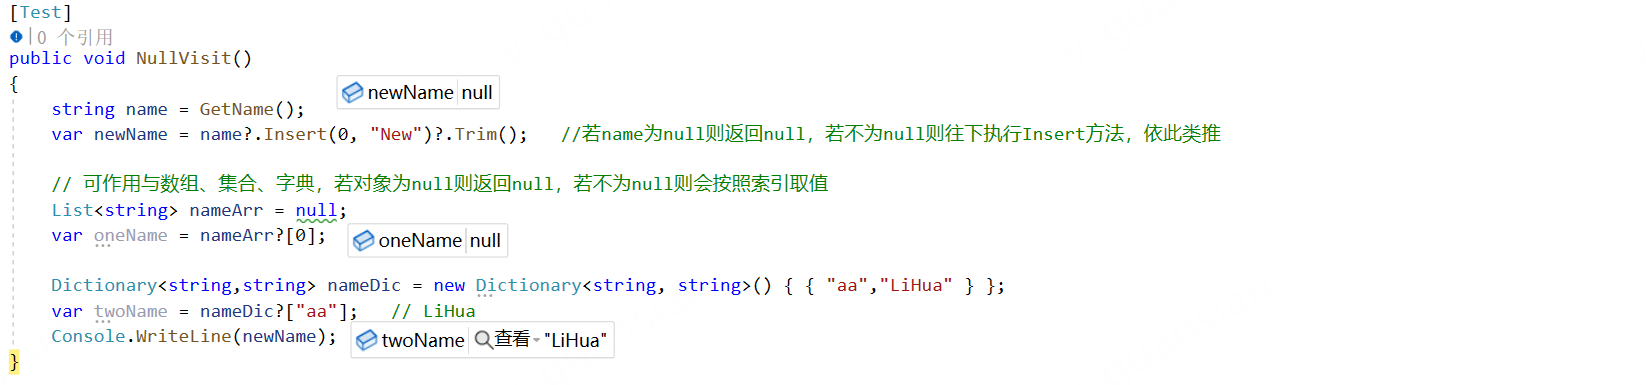 [Test]
|0 个引用
public void NullVisit()
{
newName null
string name = GetName();
var newName = name?.Insert(0, "New")?.Trim(); //若name为null则返回null，若不为null则往下执行Insert方法，依此类推
// 可作用与数组、集合、字典，若对象为null则返回null，若不为null则会按照索引取值
List<string> nameArr = null;
var oneName = nameArr?[0]; oneName null
Dictionary<string,string> nameDic = new Dictionary<string, string>() { { "aa","LiHua" } };
var twoName = nameDic?["aa"]; // LiHua
Console.WriteLine(newName); twoName 查看 "LiHua"
}